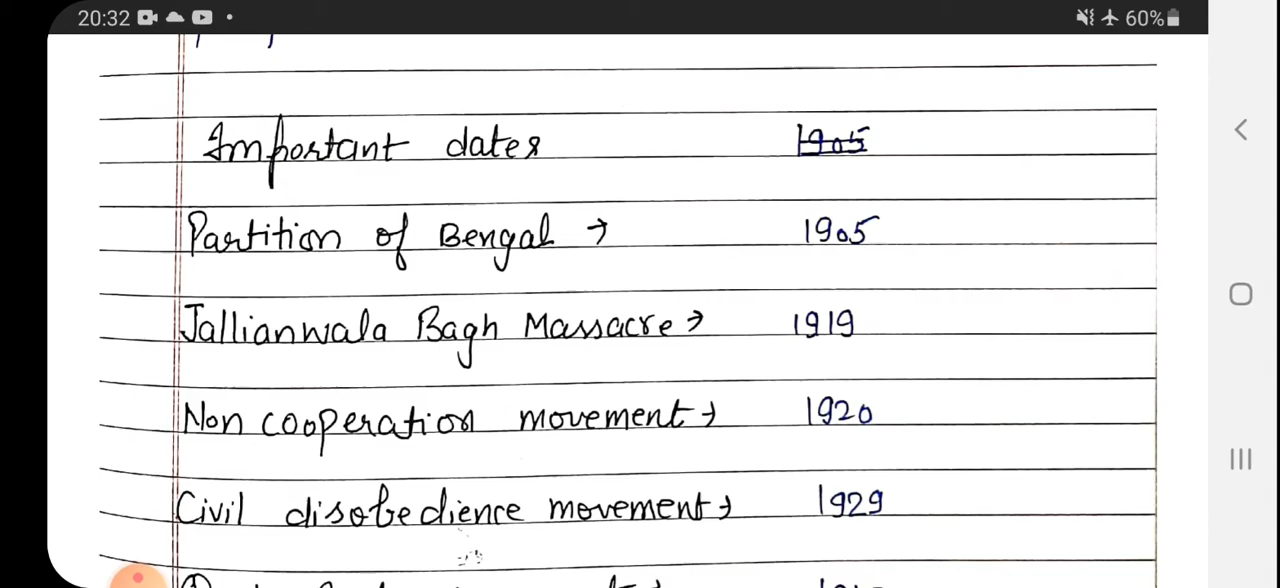 20:32 60%
Important dates 1905
Partition of Bengal → 1905
Jallianwala Bagh Massacre → 1919
Non cooperation movement → 1920
Civil disobedience movement → 1929